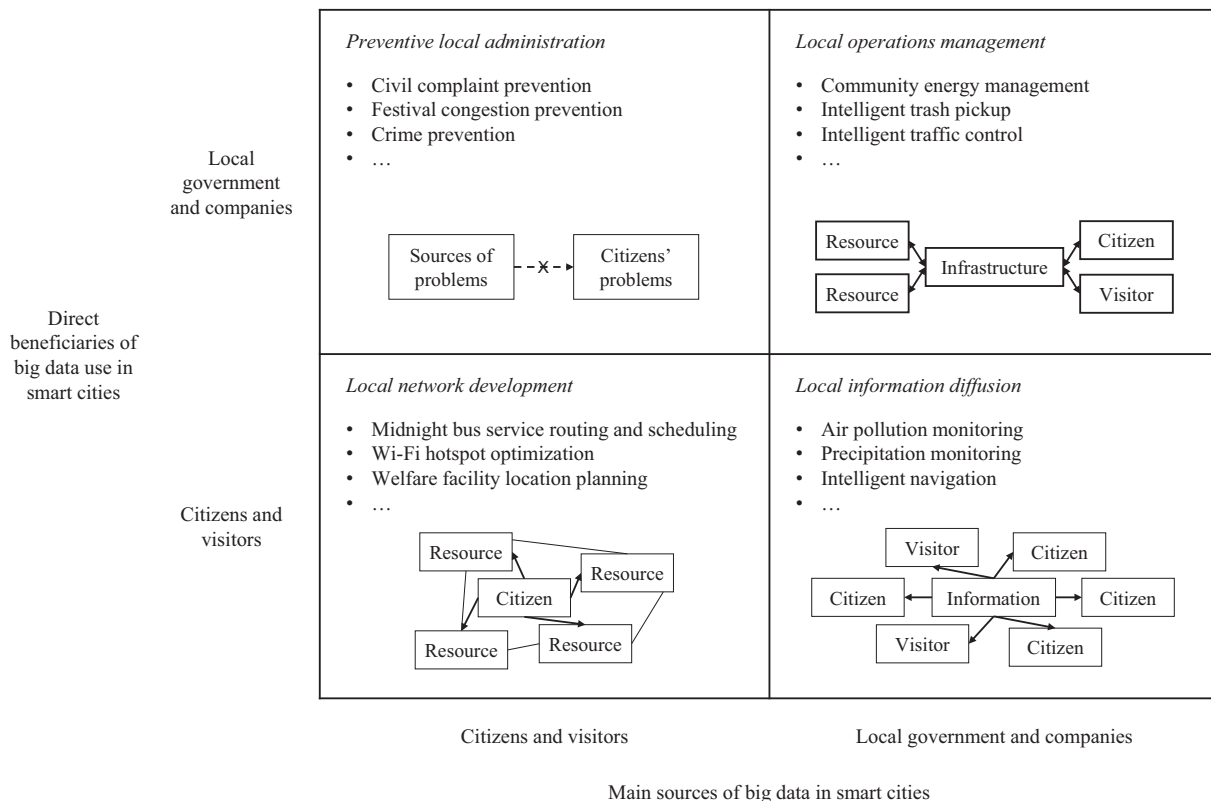 Preventive local administration
• Civil complaint prevention
• Festival congestion prevention
• Crime prevention
• …
Sources of
problems
x
Citizens’
problems
Local operations management
• Community energy management
• Intelligent trash pickup
• Intelligent traffic control
• …
Resource
Resource
Infrastructure
Citizen
Visitor
Local
government
and companies
Direct
beneficiaries of
big data use in
smart cities
Citizens and
visitors
Local network development
• Midnight bus service routing and scheduling
• Wi-Fi hotspot optimization
• Welfare facility location planning
• …
Resource
Resource
Citizen
Resource
Resource
Local information diffusion
• Air pollution monitoring
• Precipitation monitoring
• Intelligent navigation
• …
Visitor
Citizen
Citizen
Information
Citizen
Visitor
Citizen
Citizens and visitors
Local government and companies
Main sources of big data in smart cities